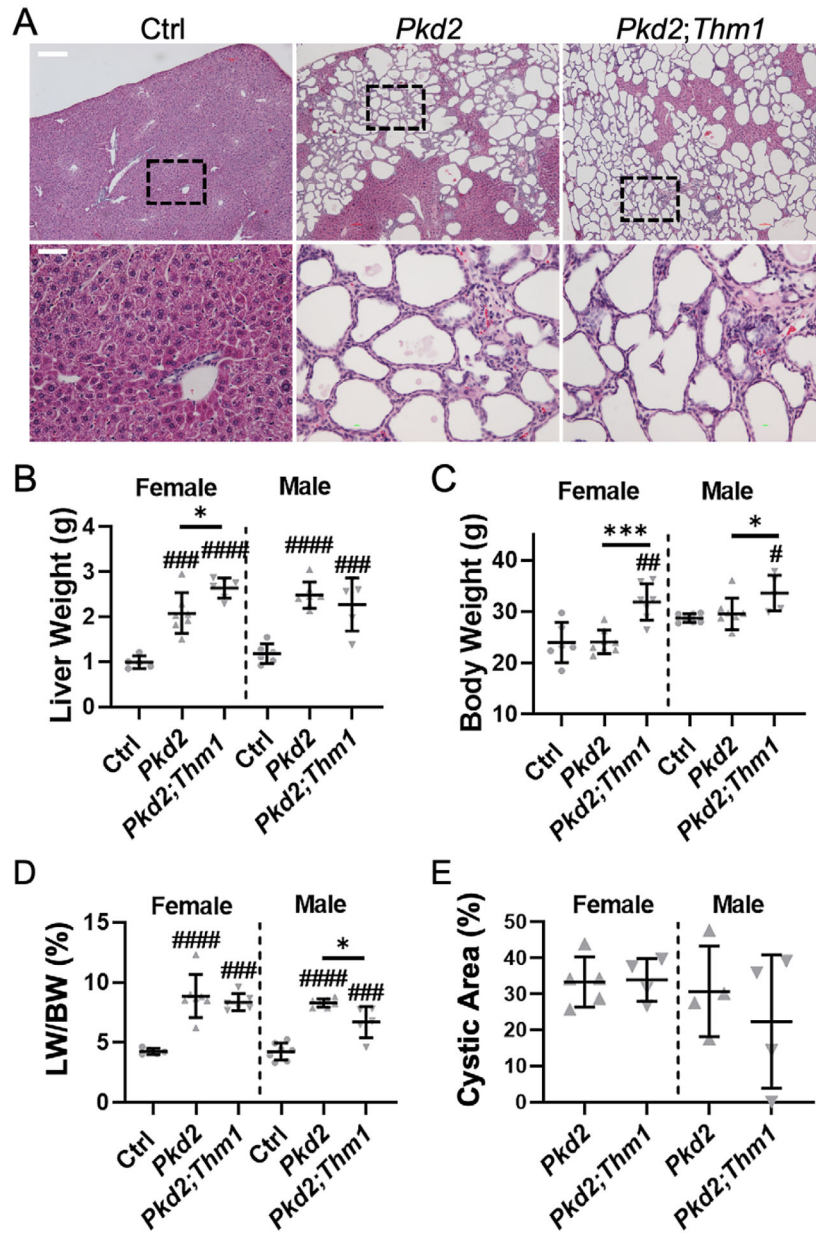 A
Ctrl
Pkd2
Pkd2;Thm1
B
Female
Male
Liver Weight (g)
*
###
####
####
###
4
3
2
1
0
Ctrl
Pkd2
Pkd2;Thm1
Ctrl
Pkd2
Pkd2;Thm1
C
Female
Male
Body Weight (g)
***
##
*
#
40
30
20
10
Ctrl
Pkd2
Pkd2;Thm1
Ctrl
Pkd2
Pkd2;Thm1
D
Female
Male
LW/BW (%)
####
###
*
####
###
15
10
5
0
Ctrl
Pkd2
Pkd2;Thm1
Ctrl
Pkd2
Pkd2;Thm1
E
Female
Male
Cystic Area (%)
50
40
30
20
10
0
Pkd2
Pkd2;Thm1
Pkd2
Pkd2;Thm1